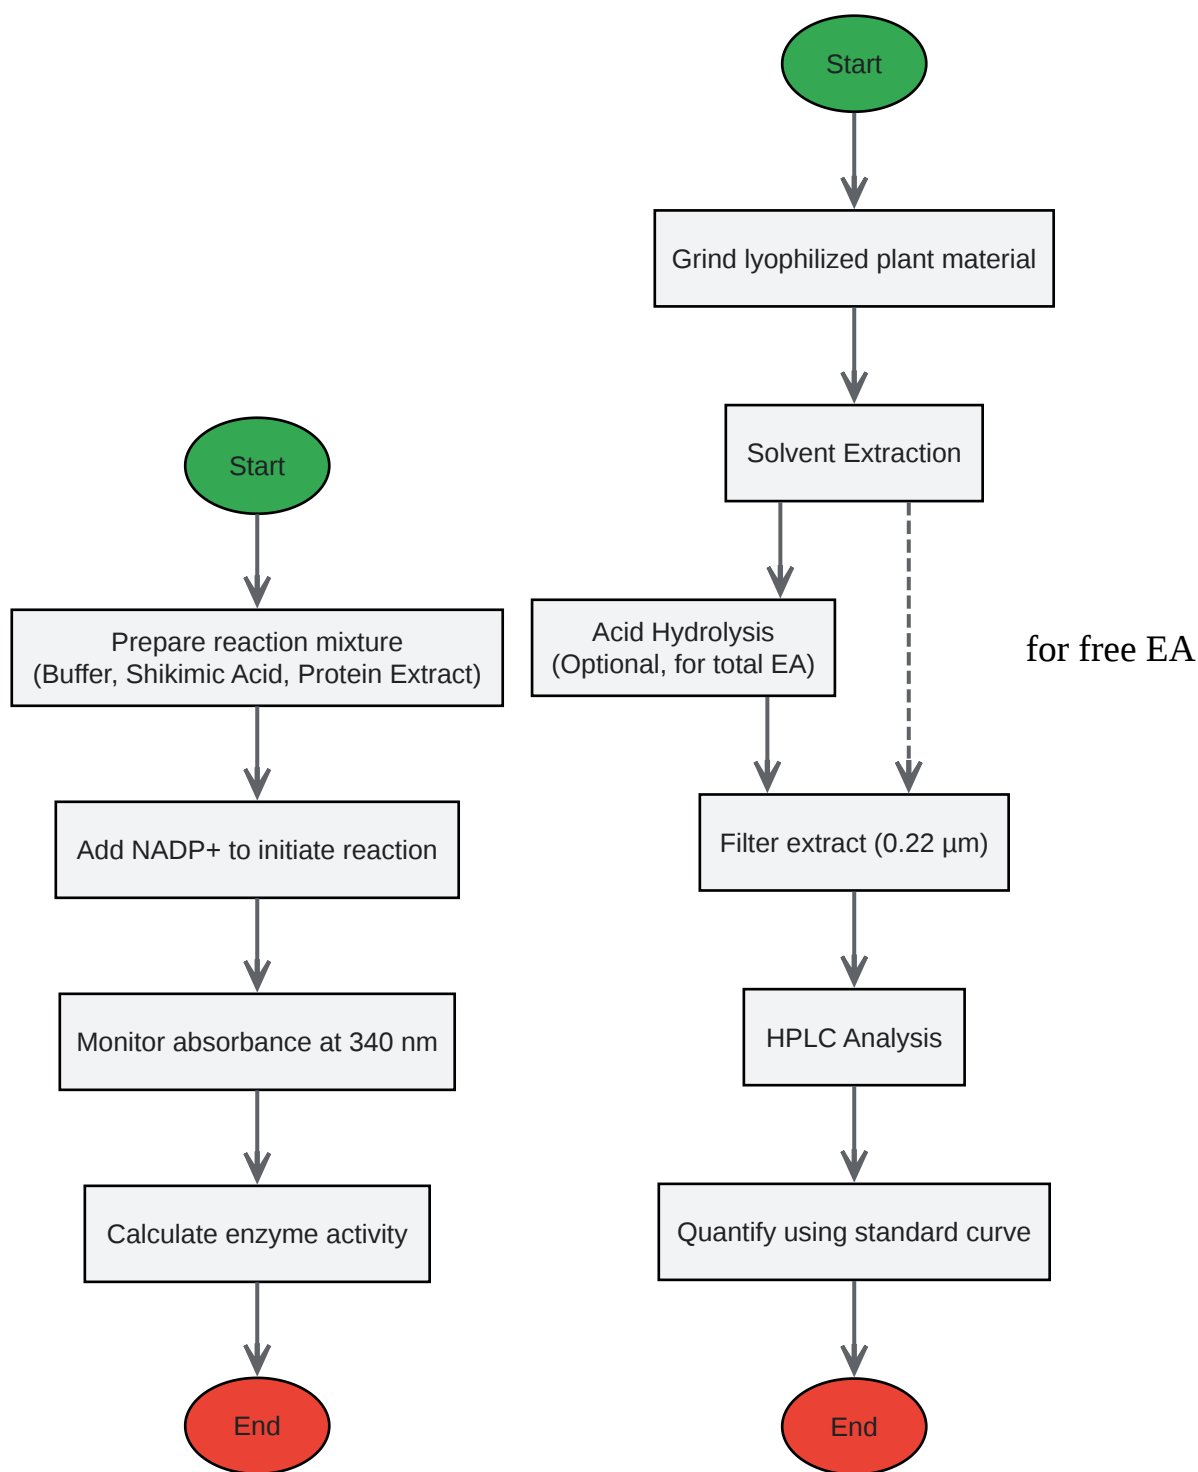 Start
Prepare reaction mixture
(Buffer, Shikimic Acid, Protein Extract)
Add NADP+ to initiate reaction
Monitor absorbance at 340 nm
Calculate enzyme activity
End
Start
Grind lyophilized plant material
Solvent Extraction
Acid Hydrolysis
(Optional, for total EA)
for free EA
Filter extract (0.22 µm)
HPLC Analysis
Quantify using standard curve
End